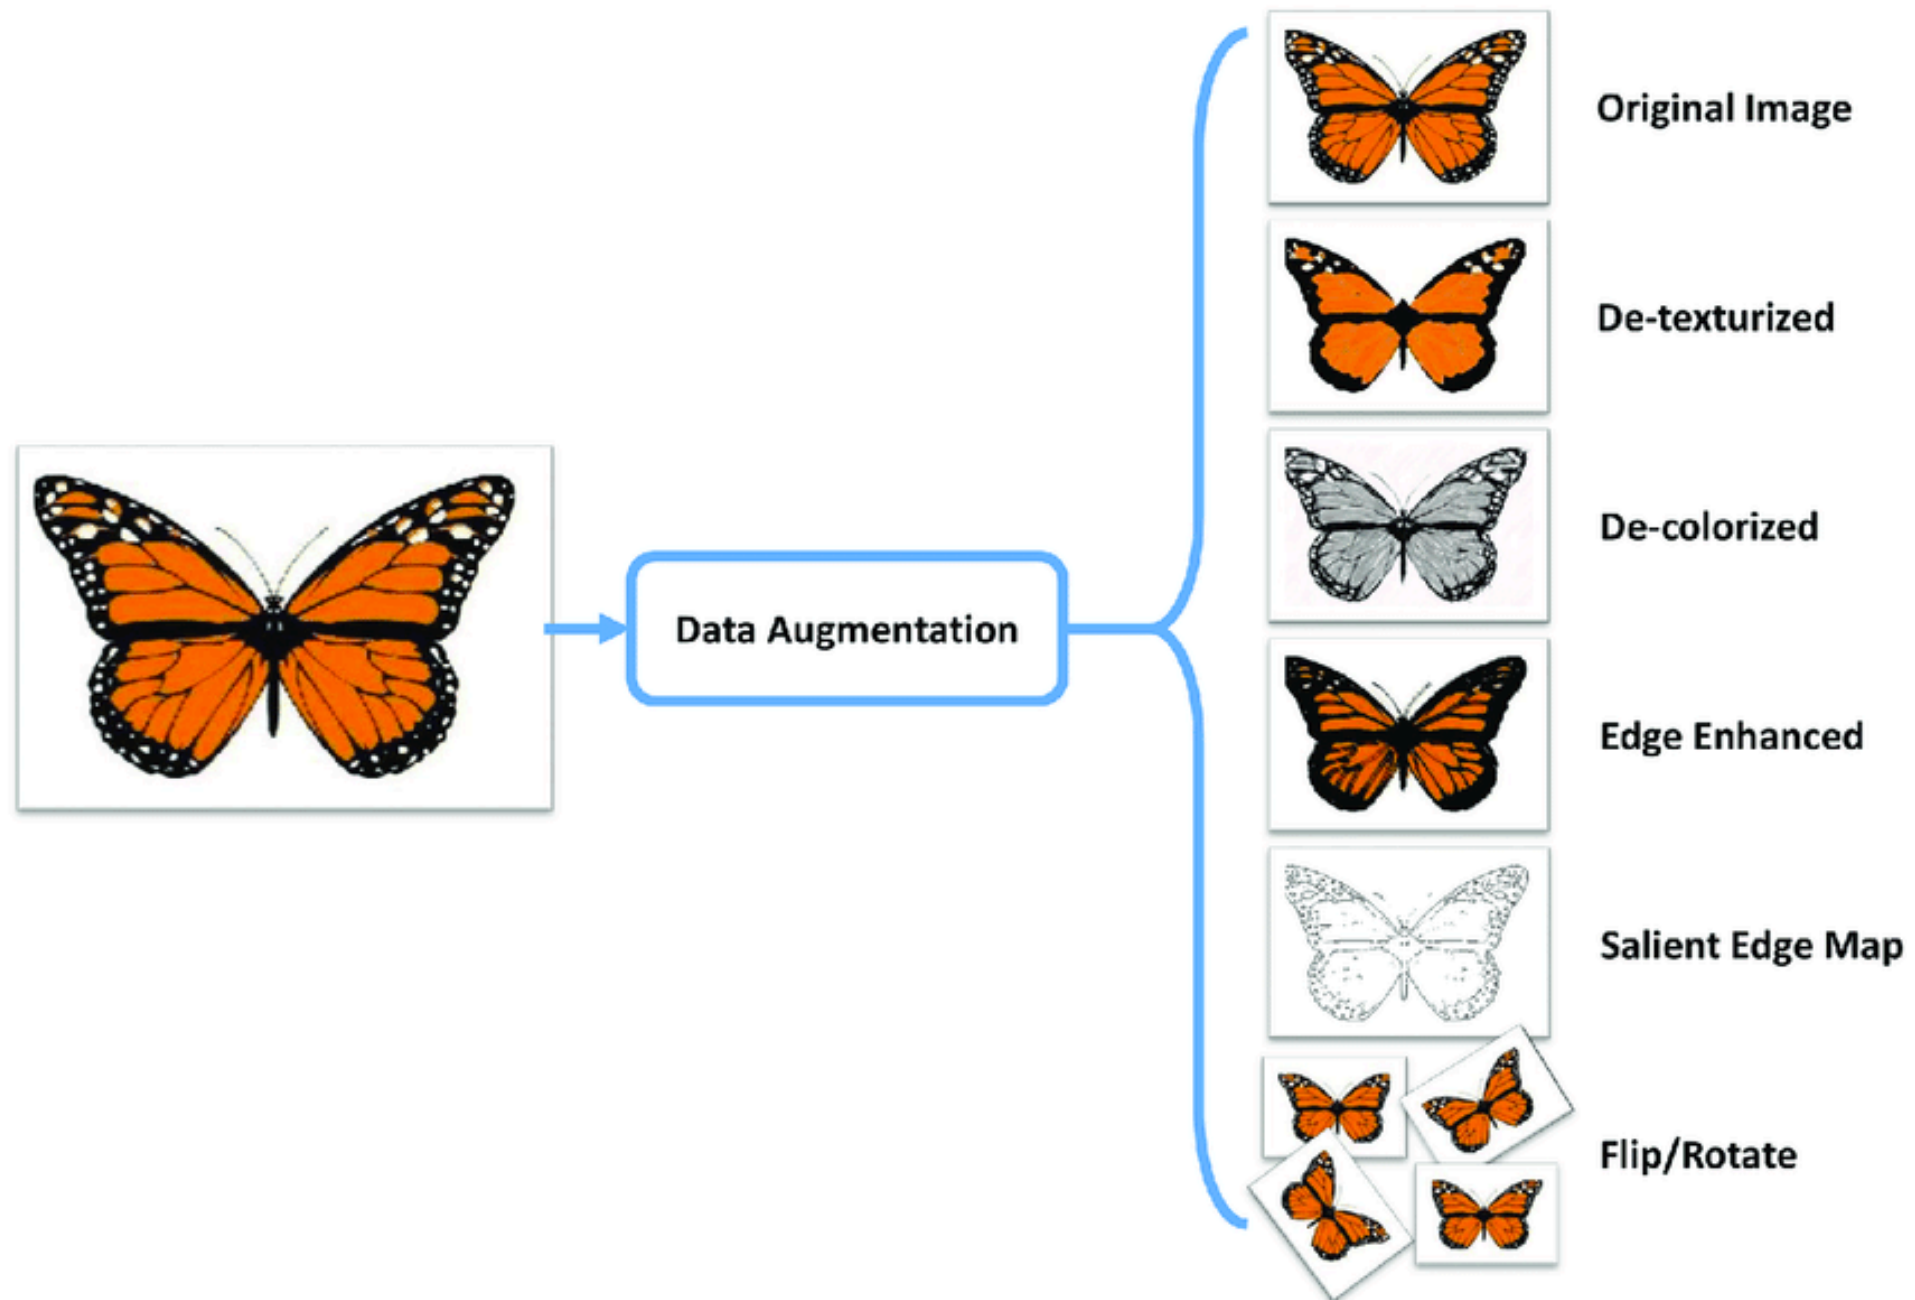 Original Image
De-texturized
De-colorized
Data Augmentation
Edge Enhanced
Salient Edge Map
Flip/Rotate